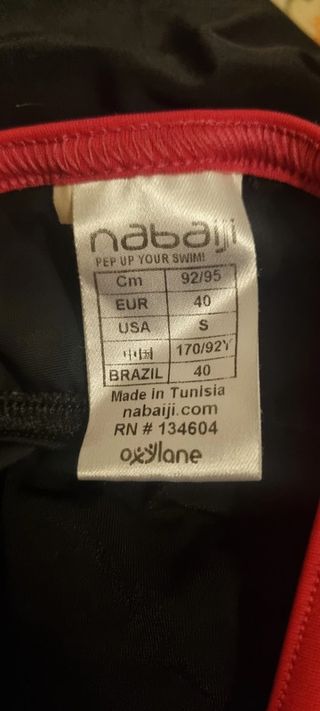 nabaiji
PEP UP YOUR SWIM!
Cm 92/95
EUR 40
USA S
中国 170/92Y
BRAZIL 40
Made in Tunisia
nabaiji.com
RN # 134604
oxylane